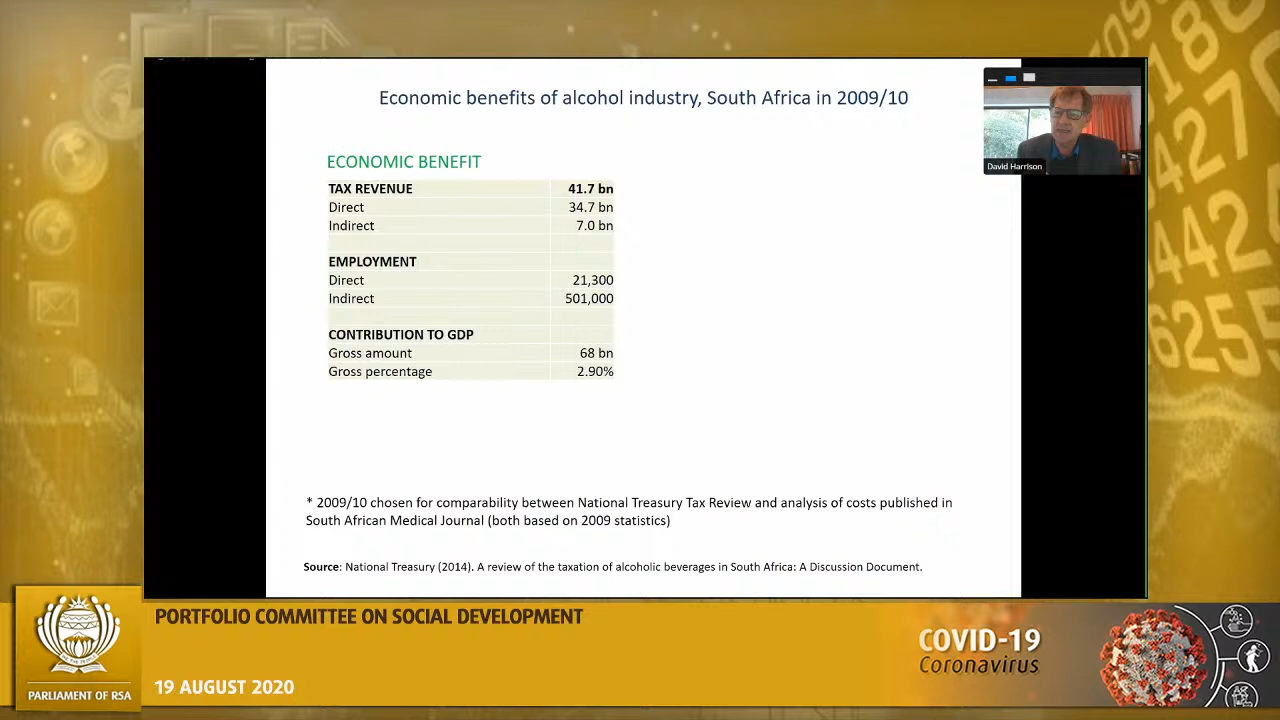 Economic benefits of alcohol industry, South Africa in 2009/10
David Harrison
ECONOMIC BENEFIT
TAX REVENUE 41.7 bn
Direct 34.7 bn
Indirect 7.0 bn
EMPLOYMENT
Direct 21,300
Indirect 501,000
CONTRIBUTION TO GDP
Gross amount 68 bn
Gross percentage 2.90%
* 2009/10 chosen for comparability between National Treasury Tax Review and analysis of costs published in
South African Medical Journal (both based on 2009 statistics)
Source: National Treasury (2014). A review of the taxation of alcoholic beverages in South Africa: A Discussion Document.
PORTFOLIO COMMITTEE ON SOCIAL DEVELOPMENT
19 AUGUST 2020
PARLIAMENT OF RSA
COVID-19
Coronavirus